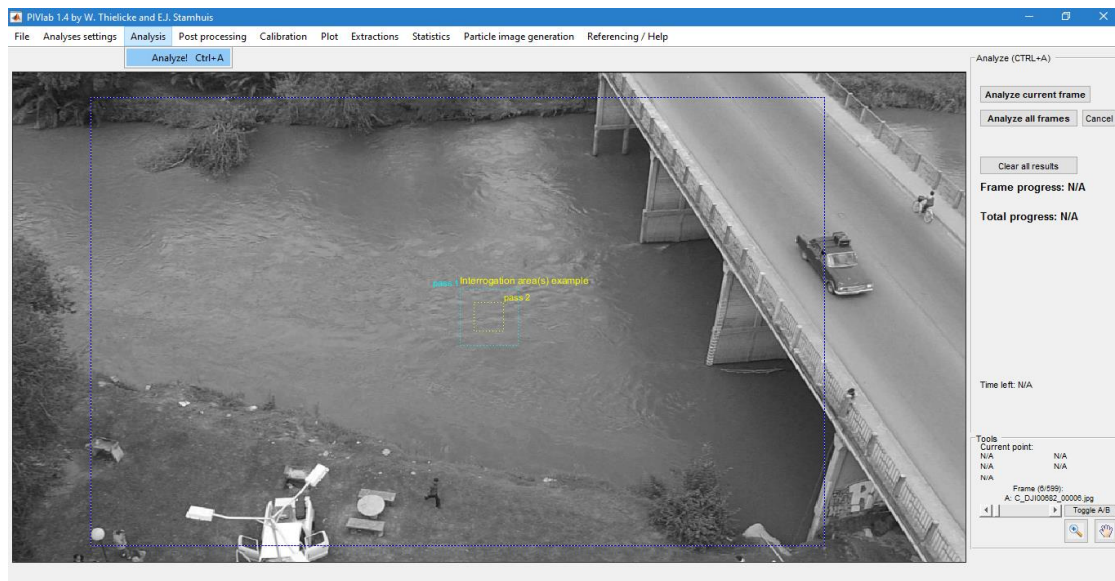 PIVlab 1.4 by W. Thielicke and E.J. Stamhuis
File Analyses settings Analysis Post processing Calibration Plot Extractions Statistics Particle image generation Referencing / Help
Analyze! Ctrl+A
Analyze (CTRL+A)
Analyze current frame
Analyze all frames Cancel
Clear all results
Frame progress: N/A
Total progress: N/A
pass 1 Interrogation area(s) example
pass 2
Time left: N/A
Tools
Current point:
N/A N/A
N/A N/A
N/A
Frame (6/599):
A: C_DJI00682_00006.jpg
Toggle A/B